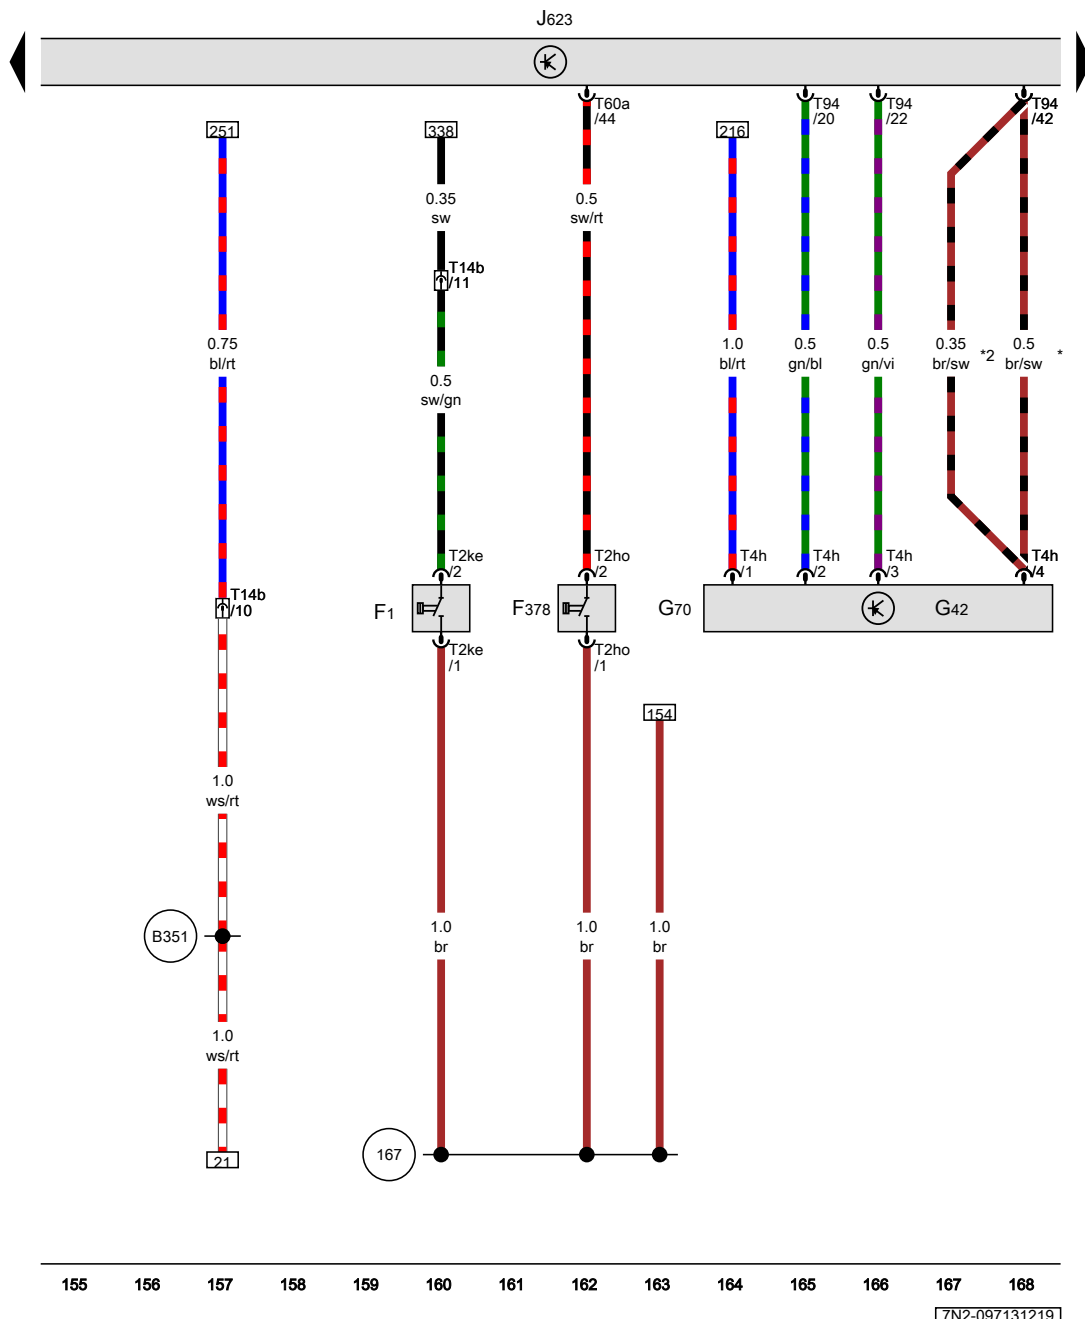 J623
T60a
/44
T94
/20
T94
/22
T94
/42
251
338
216
0.35
sw
0.5
sw/rt
T14b
/11
0.75
bl/rt
1.0
bl/rt
0.5
gn/bl
0.5
gn/vi
0.35
br/sw
*2
0.5
br/sw
*
0.5
sw/gn
T2ke
/2
T2ho
/2
T4h
/1
T4h
/2
T4h
/3
T4h
/4
T14b
/10
F1
F378
G70
G42
T2ke
/1
T2ho
/1
154
1.0
ws/rt
B351
1.0
br
1.0
br
1.0
br
1.0
ws/rt
21
167
155 156 157 158 159 160 161 162 163 164 165 166 167 168
7N2-097131219